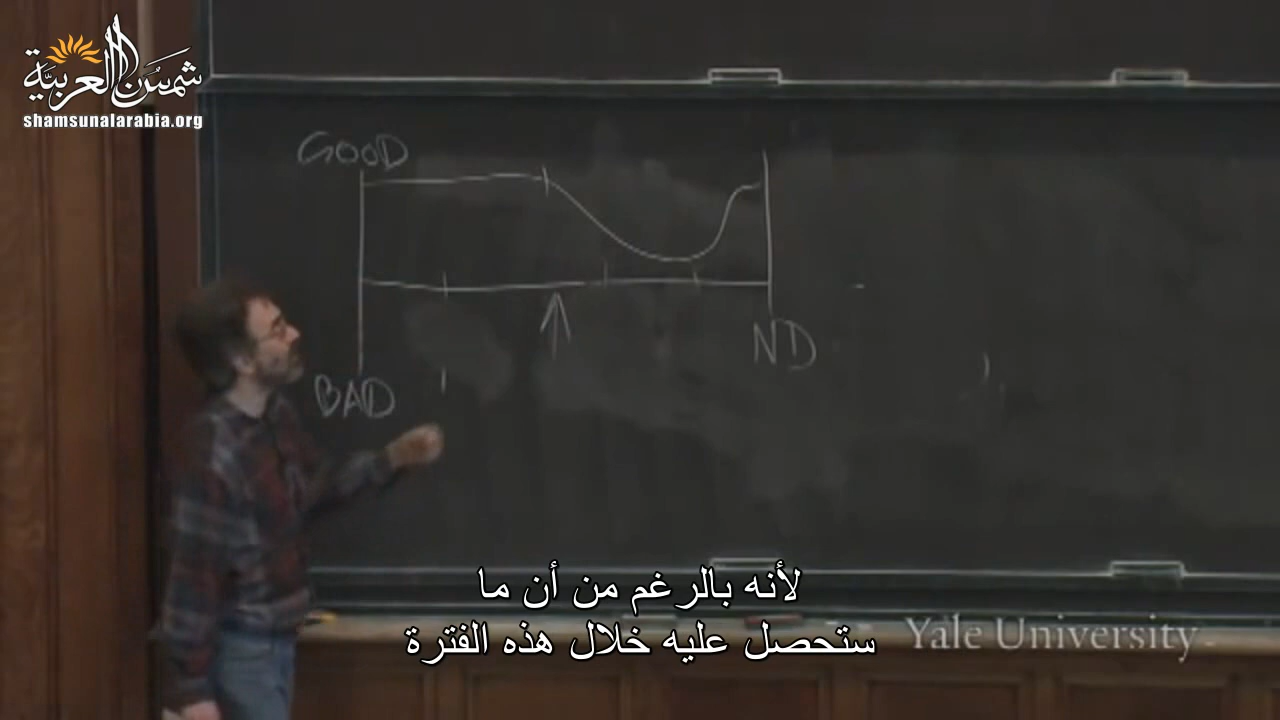 شمس العربية
shamsunalarabia.org
GOOD
BAD
ND
لأنه بالرغم من أن ما
ستحصل عليه خلال هذه الفترة
Yale University